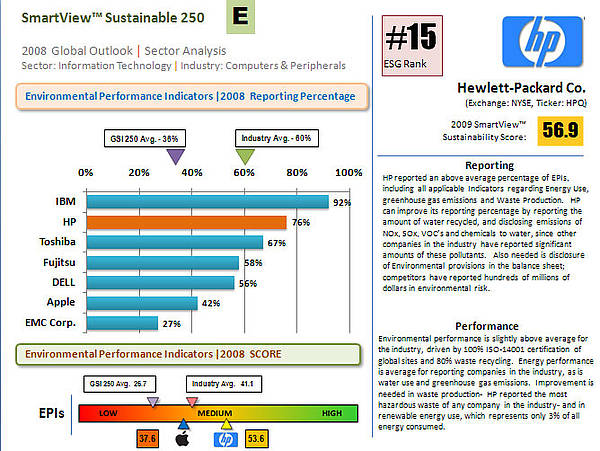 SmartView™ Sustainable 250
E
2008 Global Outlook | Sector Analysis
Sector: Information Technology | Industry: Computers & Peripherals
Environmental Performance Indicators |2008 Reporting Percentage
GSI 250 Avg. - 35%
Industry Avg. - 60%
0%
20%
40%
60%
80%
100%
IBM
92%
HP
76%
Toshiba
67%
Fujitsu
58%
DELL
56%
Apple
42%
EMC Corp.
27%
Environmental Performance Indicators |2008 SCORE
GSI 250 Avg. 25.7
Industry Avg. 41.1
EPIs
LOW
MEDIUM
HIGH
37.6
hp
53.6
#15
ESG Rank
hp
Hewlett-Packard Co.
(Exchange: NYSE, Ticker: HPQ)
2009 SmartView™
Sustainability Score:
56.9
Reporting
HP reported an above average percentage of EPIs,
including all applicable Indicators regarding Energy Use,
greenhouse gas emissions and Waste Production. HP
can improve its reporting percentage by reporting the
amount of water recycled, and disclosing emissions of
NOx, SOx, VOC's and chemicals to water, since other
companies in the industry have reported significant
amounts of these pollutants. Also needed is disclosure
of Environmental provisions in the balance sheet;
competitors have reported hundreds of millions of
dollars in environmental risk.
Performance
Environmental performance is slightly above average for
the industry, driven by 100% ISO-14001 certification of
global sites and 80% waste recycling. Energy performance
is average for reporting companies in the industry, as is
water use and greenhouse gas emissions. Improvement is
needed in waste production- HP reported the most
hazardous waste of any company in the industry- and in
renewable energy use, which represents only 3% of all
energy consumed.